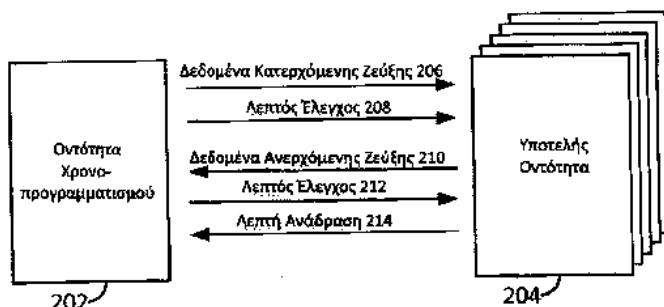 Δεδομένα Κατερχόμενης Ζεύξης 206
Λεπτός Έλεγχος 208
Οντότητα
Χρονο-
προγραμματισμού
Δεδομένα Ανερχόμενης Ζεύξης 210
Λεπτός Έλεγχος 212
Λεπτή Ανάδραση 214
Υποτελής
Οντότητα
202
204